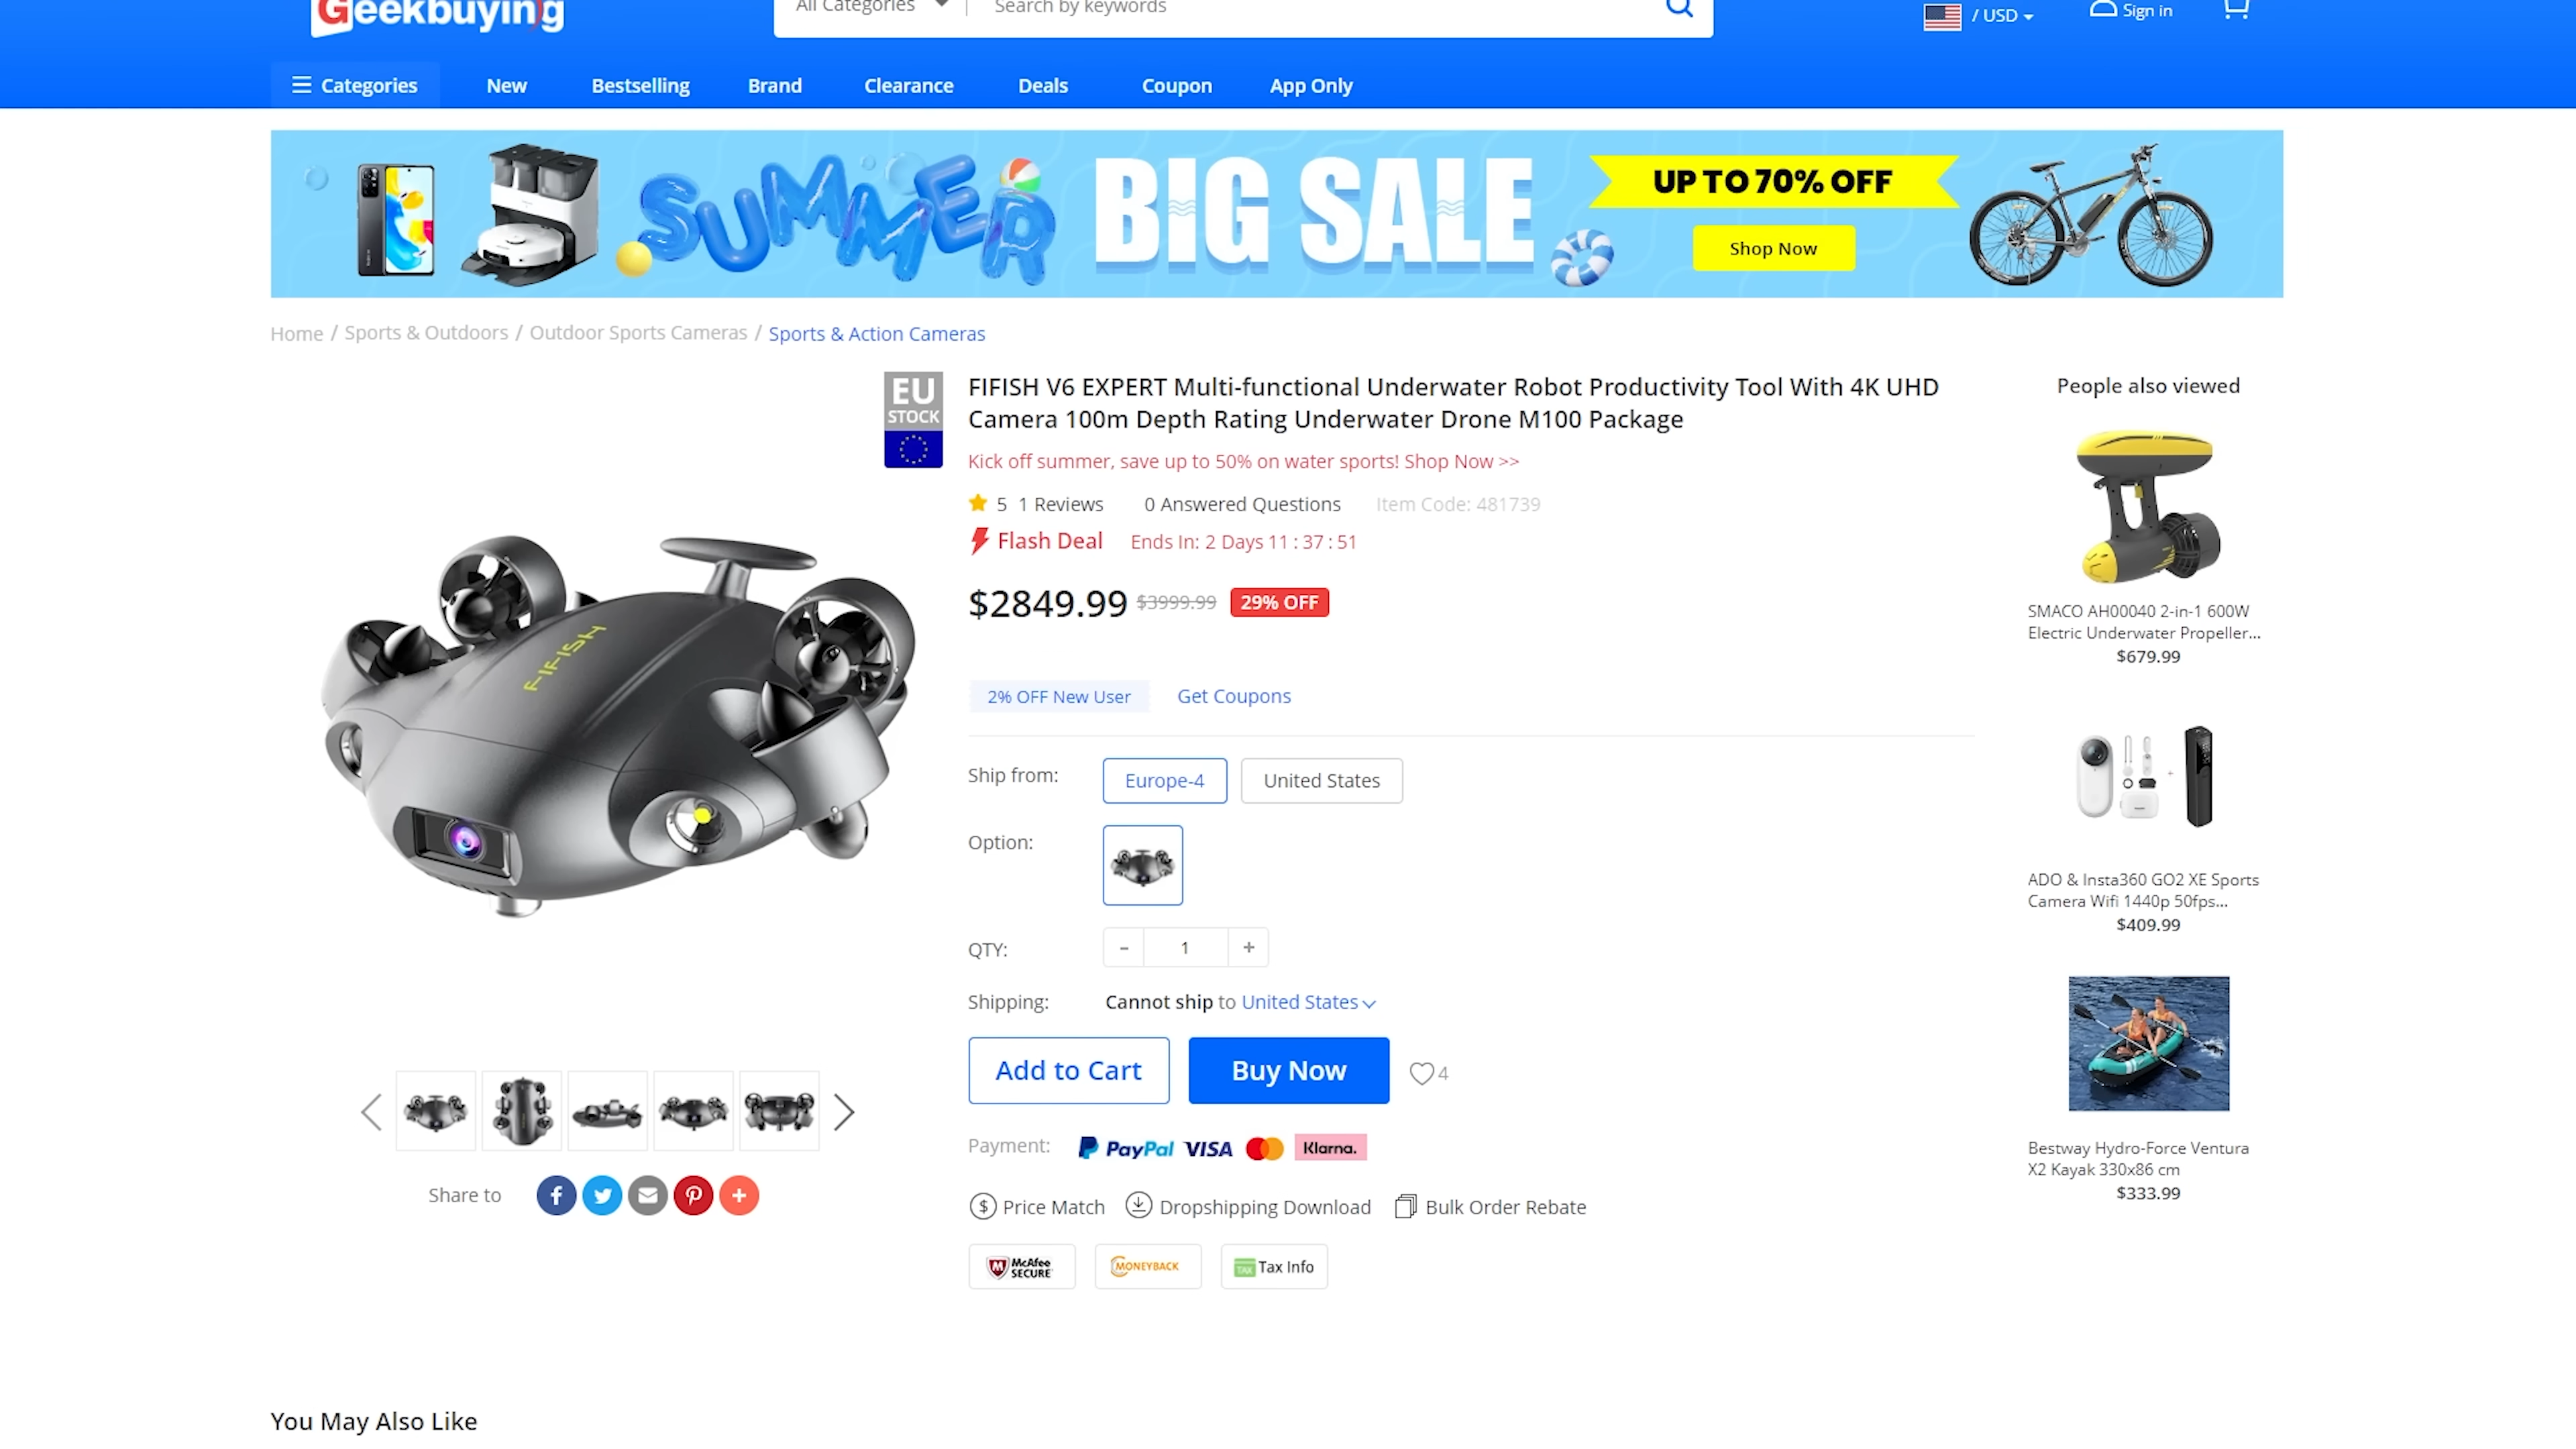 Geekbuying
All Categories
Search by keywords
/ USD
Sign in
Categories
New
Bestselling
Brand
Clearance
Deals
Coupon
App Only
SUMMER BIG SALE
UP TO 70% OFF
Shop Now
Home / Sports & Outdoors / Outdoor Sports Cameras / Sports & Action Cameras
EU
STOCK
FIFISH
FIFISH V6 EXPERT Multi-functional Underwater Robot Productivity Tool With 4K UHD
Camera 100m Depth Rating Underwater Drone M100 Package
Kick off summer, save up to 50% on water sports! Shop Now >>
5 1 Reviews 0 Answered Questions Item Code: 481739
Flash Deal Ends In: 2 Days 11 : 37 : 51
$2849.99 $3999.99 29% OFF
2% OFF New User Get Coupons
Ship from: Europe-4 United States
Option:
QTY: - 1 +
Shipping: Cannot ship to United States
Add to Cart Buy Now 4
Payment: PayPal VISA Klarna.
Price Match Dropshipping Download Bulk Order Rebate
McAfee
SECURE
MONEYBACK
TAX Tax Info
Share to
People also viewed
SMACO AH00040 2-in-1 600W
Electric Underwater Propeller...
$679.99
ADO & Insta360 GO2 XE Sports
Camera Wifi 1440p 50fps...
$409.99
Bestway Hydro-Force Ventura
X2 Kayak 330x86 cm
$333.99
You May Also Like